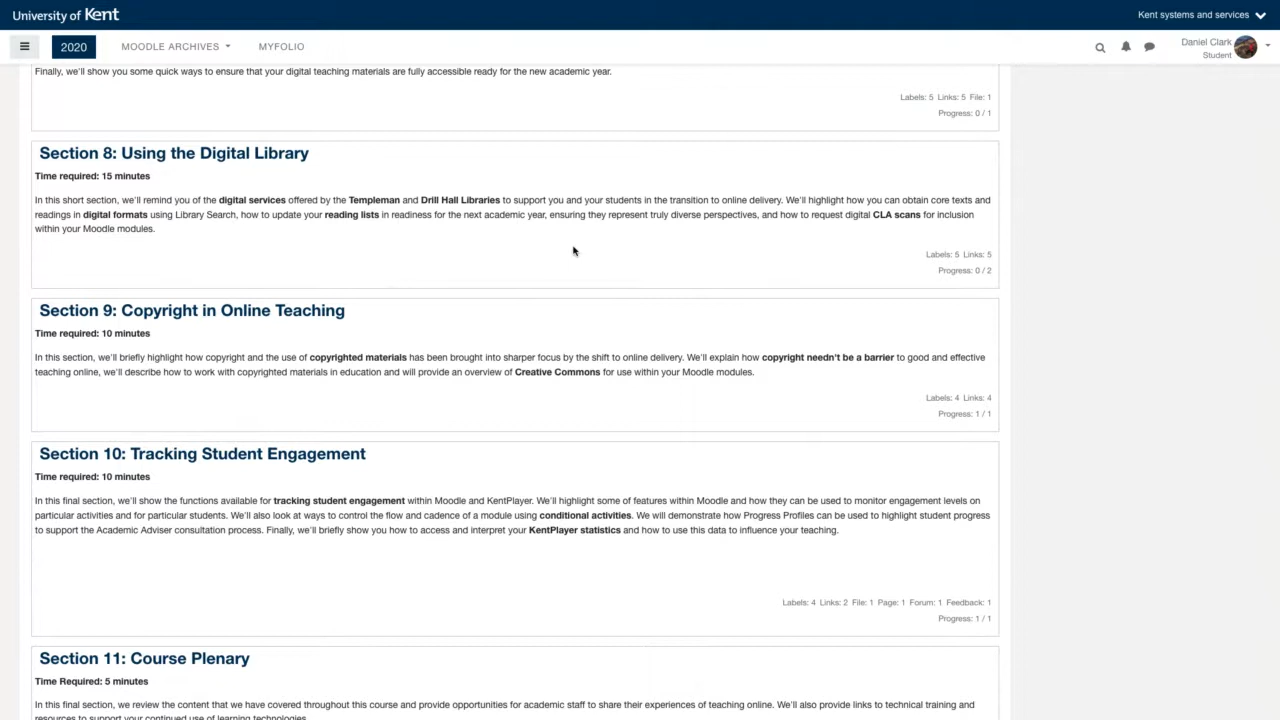 University of Kent
Kent systems and services
2020
MOODLE ARCHIVES
MYFOLIO
Daniel Clark
Student
Finally, we'll show you some quick ways to ensure that your digital teaching materials are fully accessible ready for the new academic year.
Labels: 5 Links: 5 File: 1
Progress: 0 / 1
Section 8: Using the Digital Library
Time required: 15 minutes
In this short section, we'll remind you of the digital services offered by the Templeman and Drill Hall Libraries to support you and your students in the transition to online delivery. We'll highlight how you can obtain core texts and
readings in digital formats using Library Search, how to update your reading lists in readiness for the next academic year, ensuring they represent truly diverse perspectives, and how to request digital CLA scans for inclusion
within your Moodle modules.
Labels: 5 Links: 5
Progress: 0 / 2
Section 9: Copyright in Online Teaching
Time required: 10 minutes
In this section, we'll briefly highlight how copyright and the use of copyrighted materials has been brought into sharper focus by the shift to online delivery. We'll explain how copyright needn't be a barrier to good and effective
teaching online, we'll describe how to work with copyrighted materials in education and will provide an overview of Creative Commons for use within your Moodle modules.
Labels: 4 Links: 4
Progress: 1 / 1
Section 10: Tracking Student Engagement
Time required: 10 minutes
In this final section, we'll show the functions available for tracking student engagement within Moodle and KentPlayer. We'll highlight some of features within Moodle and how they can be used to monitor engagement levels on
particular activities and for particular students. We'll also look at ways to control the flow and cadence of a module using conditional activities. We will demonstrate how Progress Profiles can be used to highlight student progress
to support the Academic Adviser consultation process. Finally, we'll briefly show you how to access and interpret your KentPlayer statistics and how to use this data to influence your teaching.
Labels: 4 Links: 2 File: 1 Page: 1 Forum: 1 Feedback: 1
Progress: 1 / 1
Section 11: Course Plenary
Time Required: 5 minutes
In this final section, we review the content that we have covered throughout this course and provide opportunities for academic staff to share their experiences of teaching online. We'll also provide links to technical training and
resources to support your continued use of learning technologies.